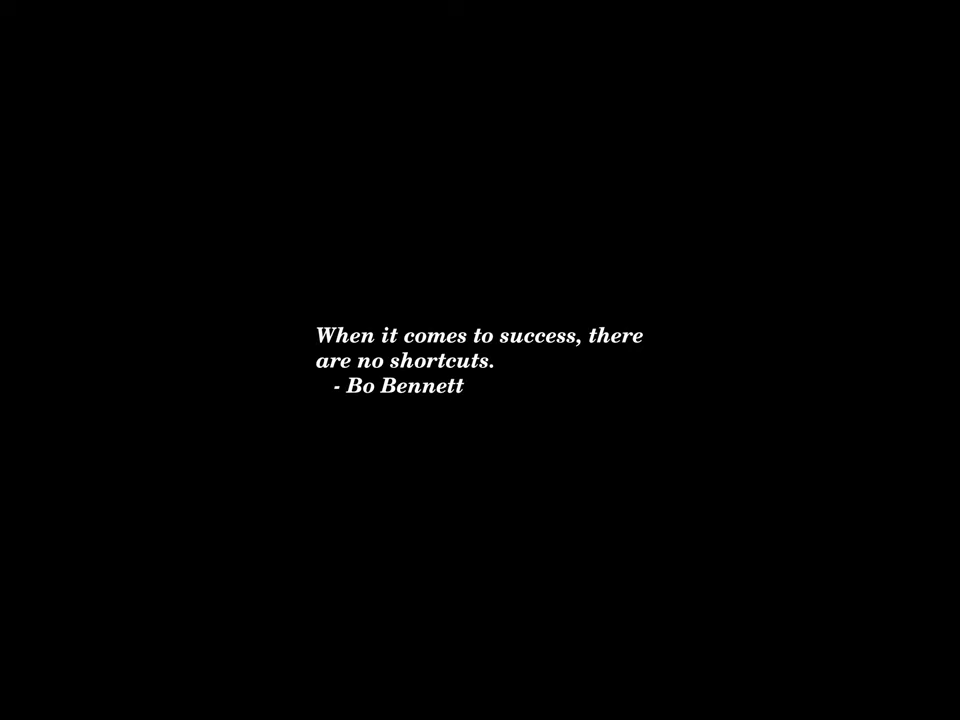 When it comes to success, there
are no shortcuts.
- Bo Bennett